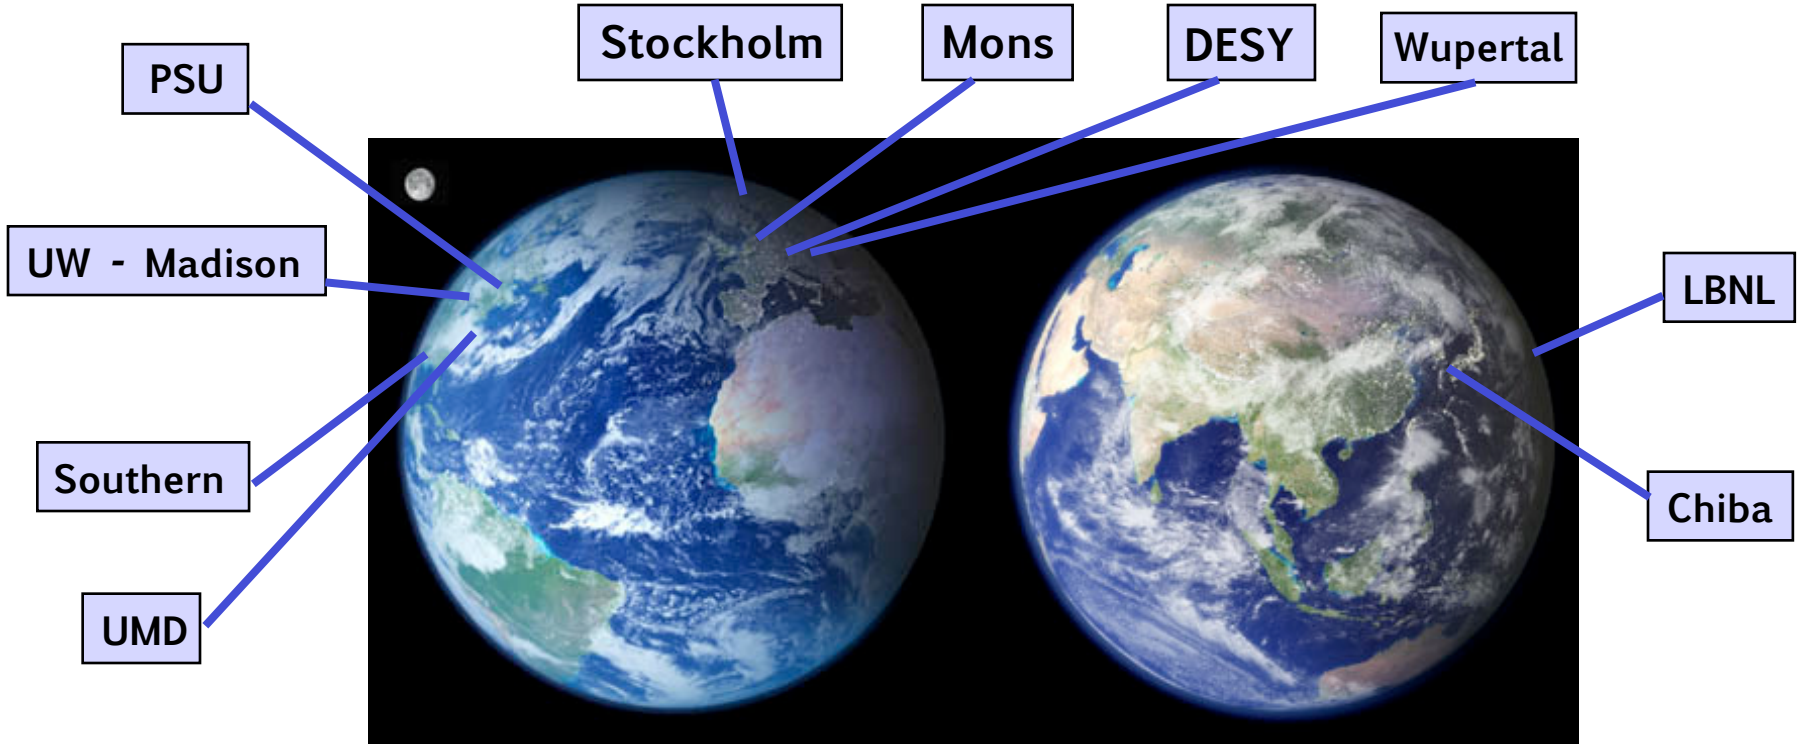 Stockholm
Mons
DESY
Wupertal
PSU
UW - Madison
LBNL
Southern
Chiba
UMD